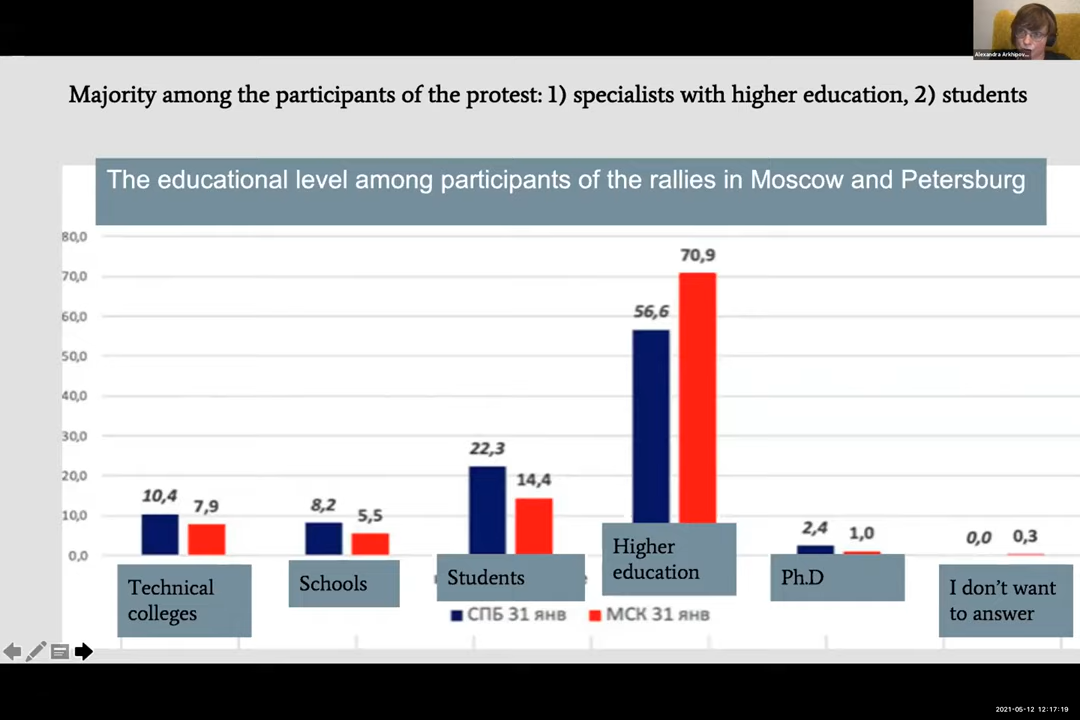 Alexandra Arkhipov...
Majority among the participants of the protest: 1) specialists with higher education, 2) students
The educational level among participants of the rallies in Moscow and Petersburg
80,0
70,0
60,0
50,0
40,0
30,0
20,0
10,0
0,0
10,4
7,9
8,2
5,5
22,3
14,4
56,6
70,9
2,4
1,0
0,0
0,3
Technical
colleges
Schools
Students
Higher
education
Ph.D
I don't want
to answer
СПБ 31 янв
МСК 31 янв
2021-05-12 12:17:19